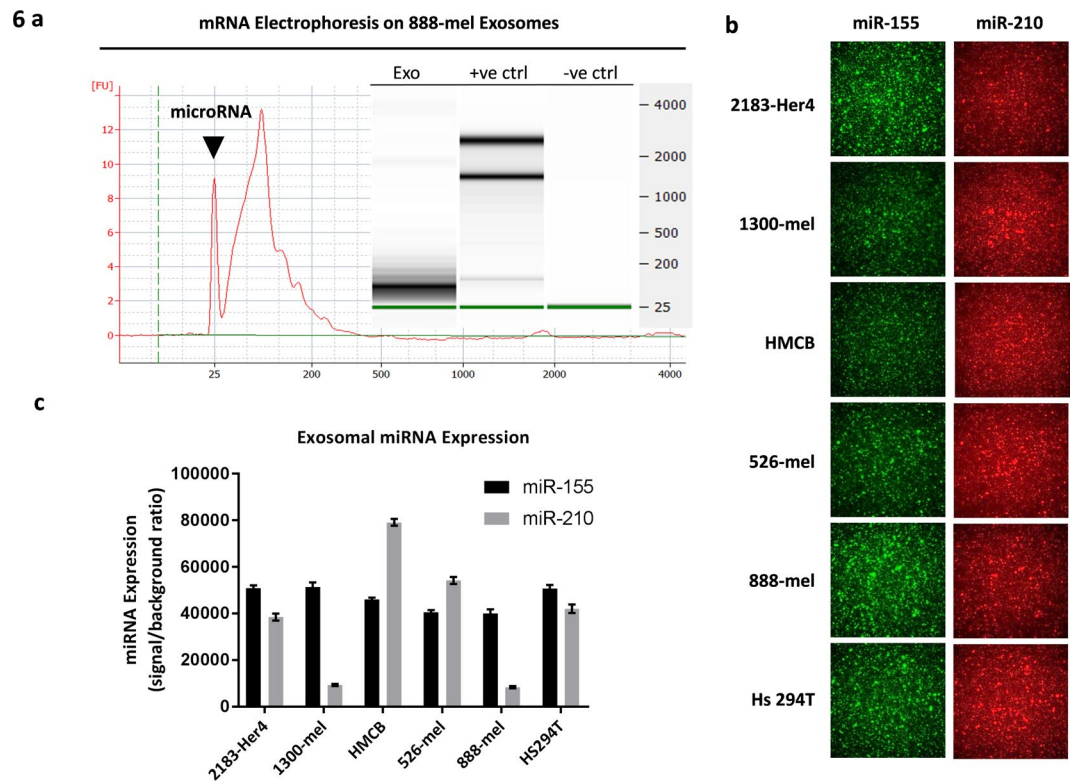 6 a
mRNA Electrophoresis on 888-mel Exosomes
Exo +ve ctrl -ve ctrl
[FU]
microRNA
12
10
8
6
4
2
0
25 200 500 1000 2000 4000
4000
2000
1000
500
200
25
b
miR-155 miR-210
2183-Her4
1300-mel
HMCB
526-mel
888-mel
Hs 294T
c
Exosomal miRNA Expression
miRNA Expression
(signal/background ratio)
100000
80000
60000
40000
20000
0
miR-155
miR-210
2183-Her4
1300-mel
HMCB
526-mel
888-mel
HS294T